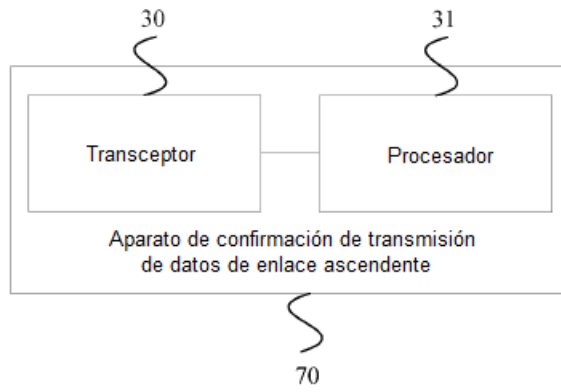 30
31
Transceptor
Procesador
Aparato de confirmación de transmisión
de datos de enlace ascendente
70